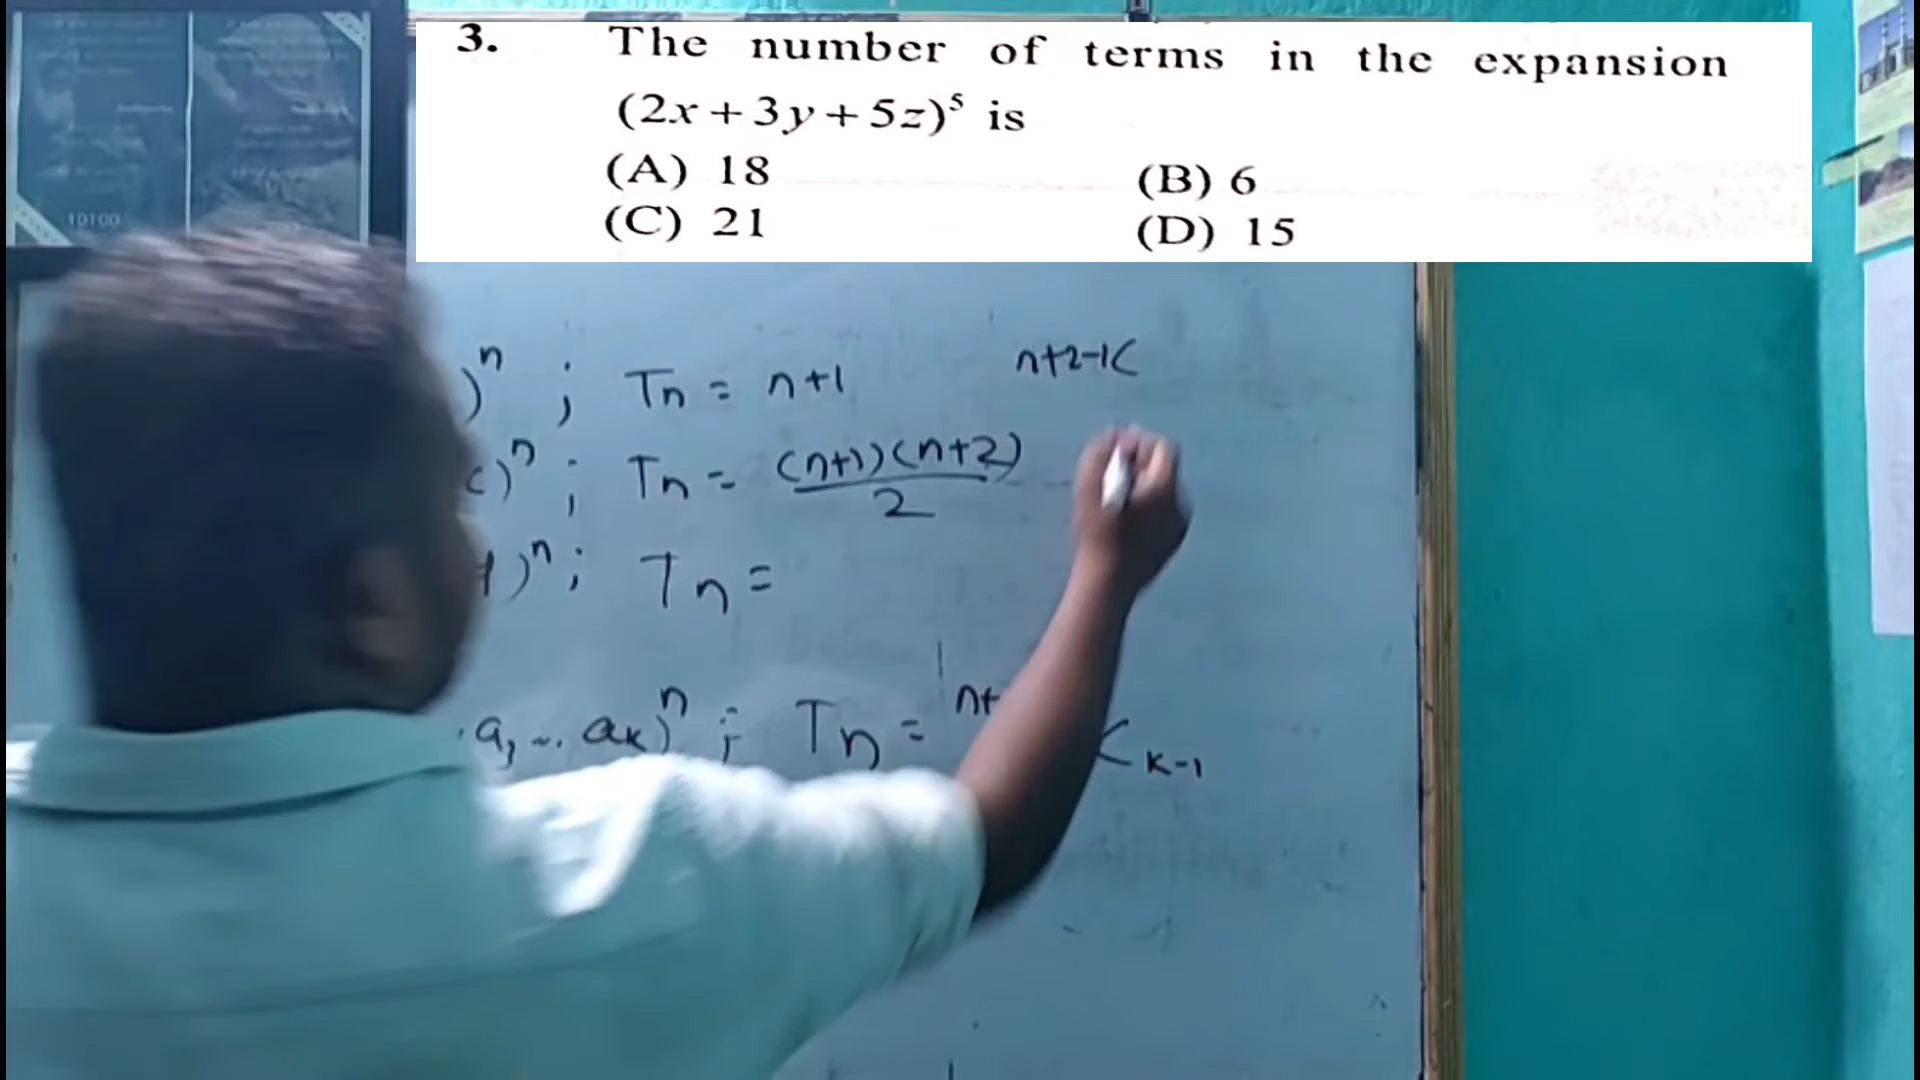 3. The number of terms in the expansion
(2x+3y+5z)⁵ is
(A) 18 (B) 6
(C) 21 (D) 15
10100
)ⁿ ; Tn = n+1 n+2-1C
c)ⁿ ; Tn = (n+1)(n+2)/2
)ⁿ ; Tn =
a, ... aₖ)ⁿ ; Tn = n+ C k-1